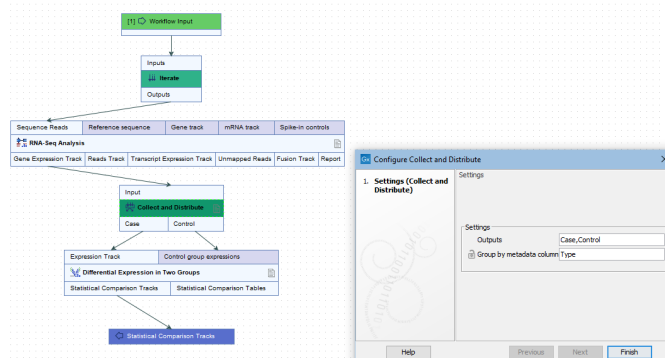 [1] Workflow Input
Inputs
Iterate
Outputs
Sequence Reads Reference sequence Gene track mRNA track Spike-in controls
RNA-Seq Analysis
Gene Expression Track Reads Track Transcript Expression Track Unmapped Reads Fusion Track Report
Input
Collect and Distribute
Case Control
Expression Track Control group expressions
Differential Expression in Two Groups
Statistical Comparison Tracks Statistical Comparison Tables
Statistical Comparison Tracks
Gx Configure Collect and Distribute
1. Settings (Collect and
Distribute)
Settings
Settings
Outputs Case,Control
Group by metadata column Type
Help Previous Next Finish